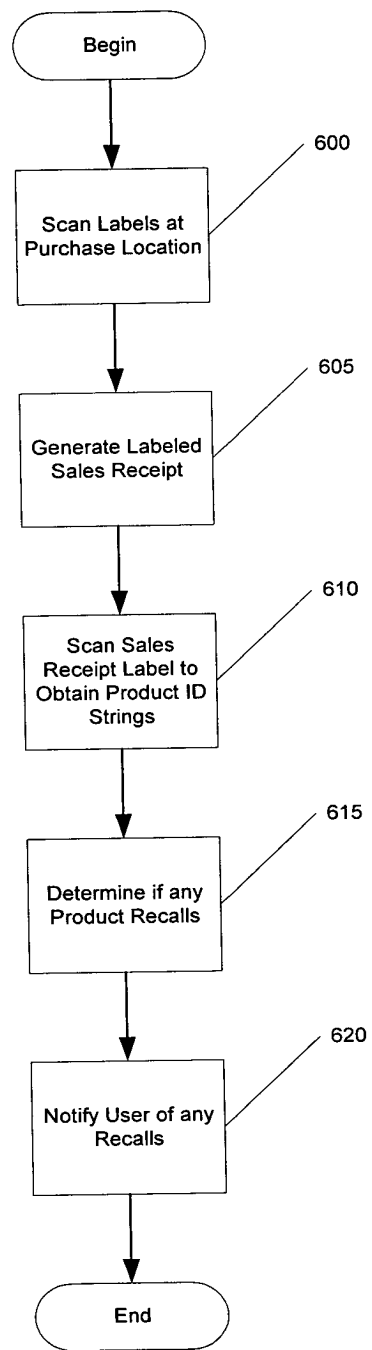 Begin
600
Scan Labels at
Purchase Location
605
Generate Labeled
Sales Receipt
610
Scan Sales
Receipt Label to
Obtain Product ID
Strings
615
Determine if any
Product Recalls
620
Notify User of any
Recalls
End